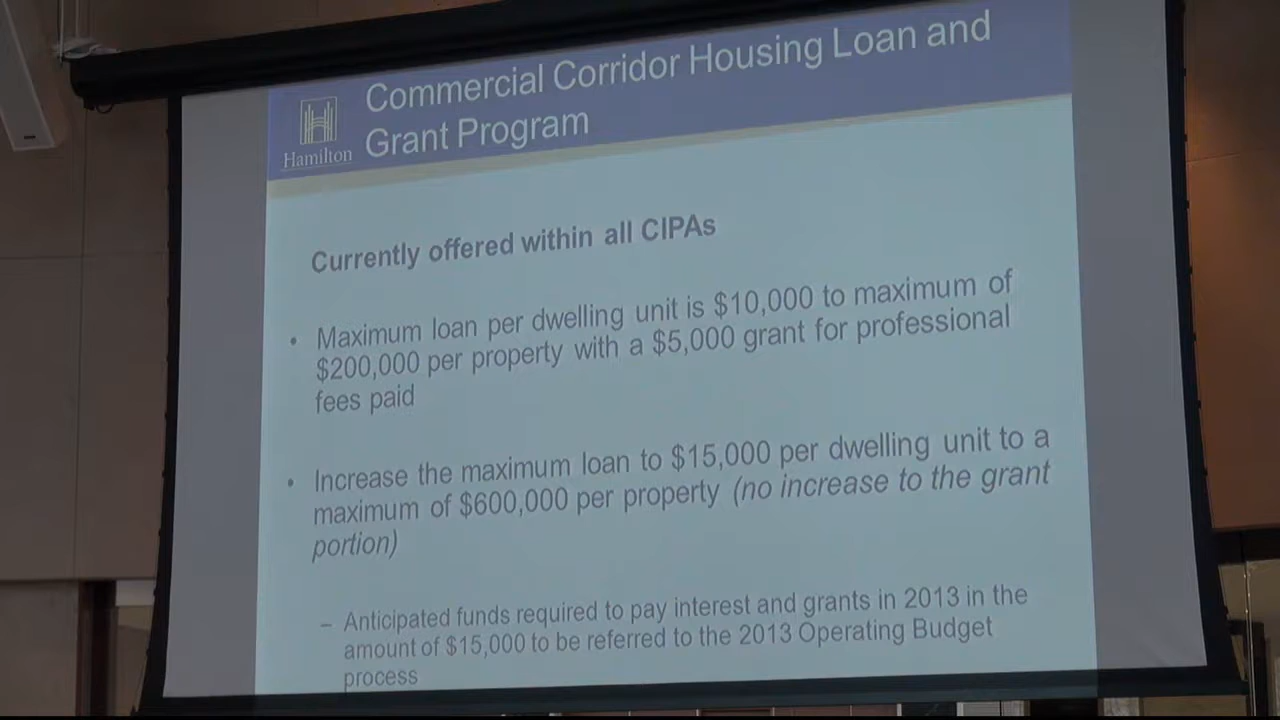 Commercial Corridor Housing Loan and
Grant Program
Hamilton
Currently offered within all CIPAs
• Maximum loan per dwelling unit is $10,000 to maximum of
$200,000 per property with a $5,000 grant for professional
fees paid
• Increase the maximum loan to $15,000 per dwelling unit to a
maximum of $600,000 per property (no increase to the grant
portion)
– Anticipated funds required to pay interest and grants in 2013 in the
amount of $15,000 to be referred to the 2013 Operating Budget
process